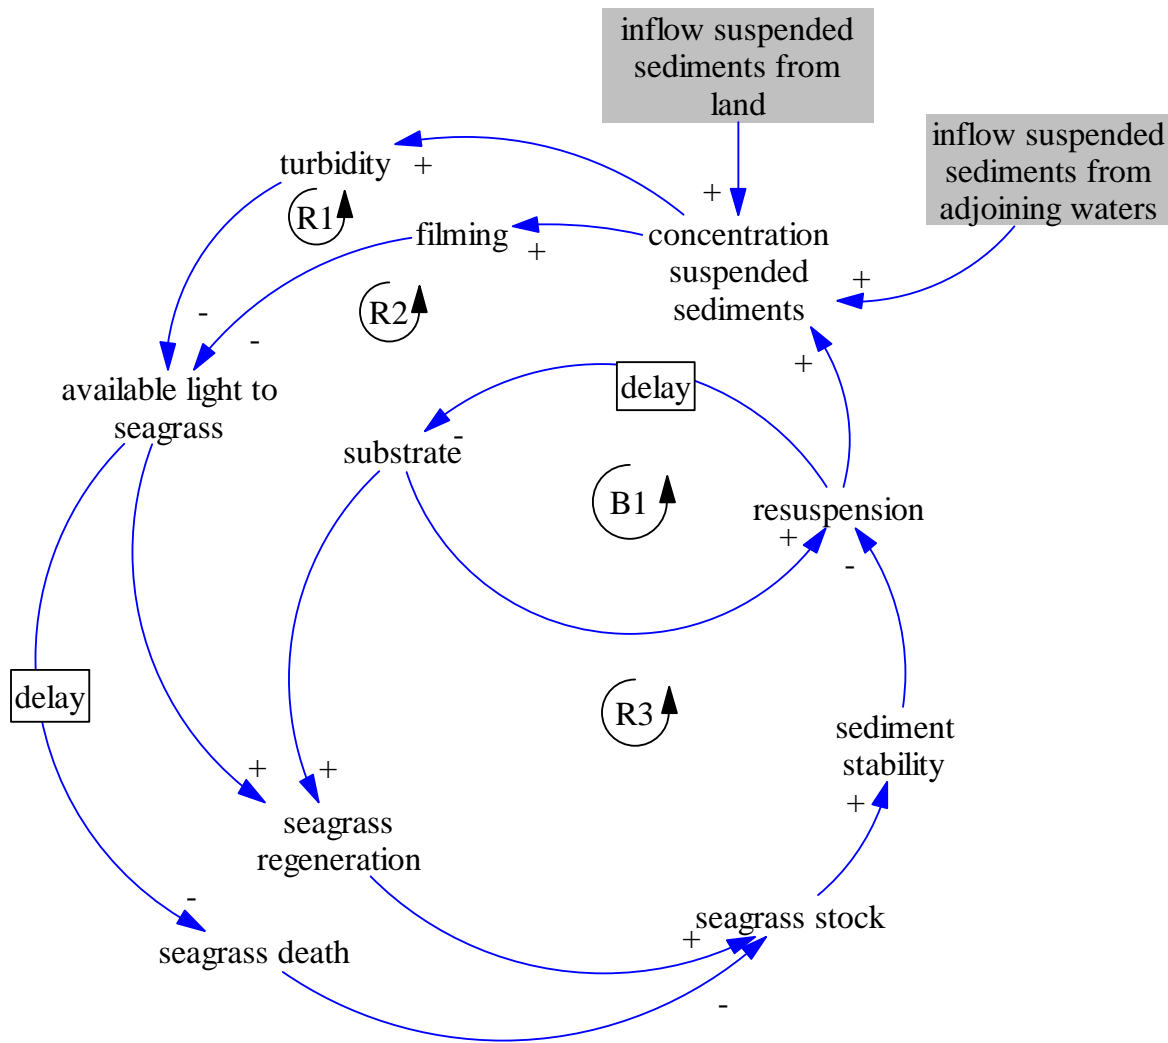 inflow suspended
sediments from
land
inflow suspended
sediments from
adjoining waters
+
turbidity
+
R1
filming
+
concentration
suspended
sediments
+
+
R2
-
-
available light to
seagrass
delay
substrate
-
B1
resuspension
+
-
delay
R3
sediment
stability
+
+
+
seagrass
regeneration
-
seagrass death
seagrass stock
+
-